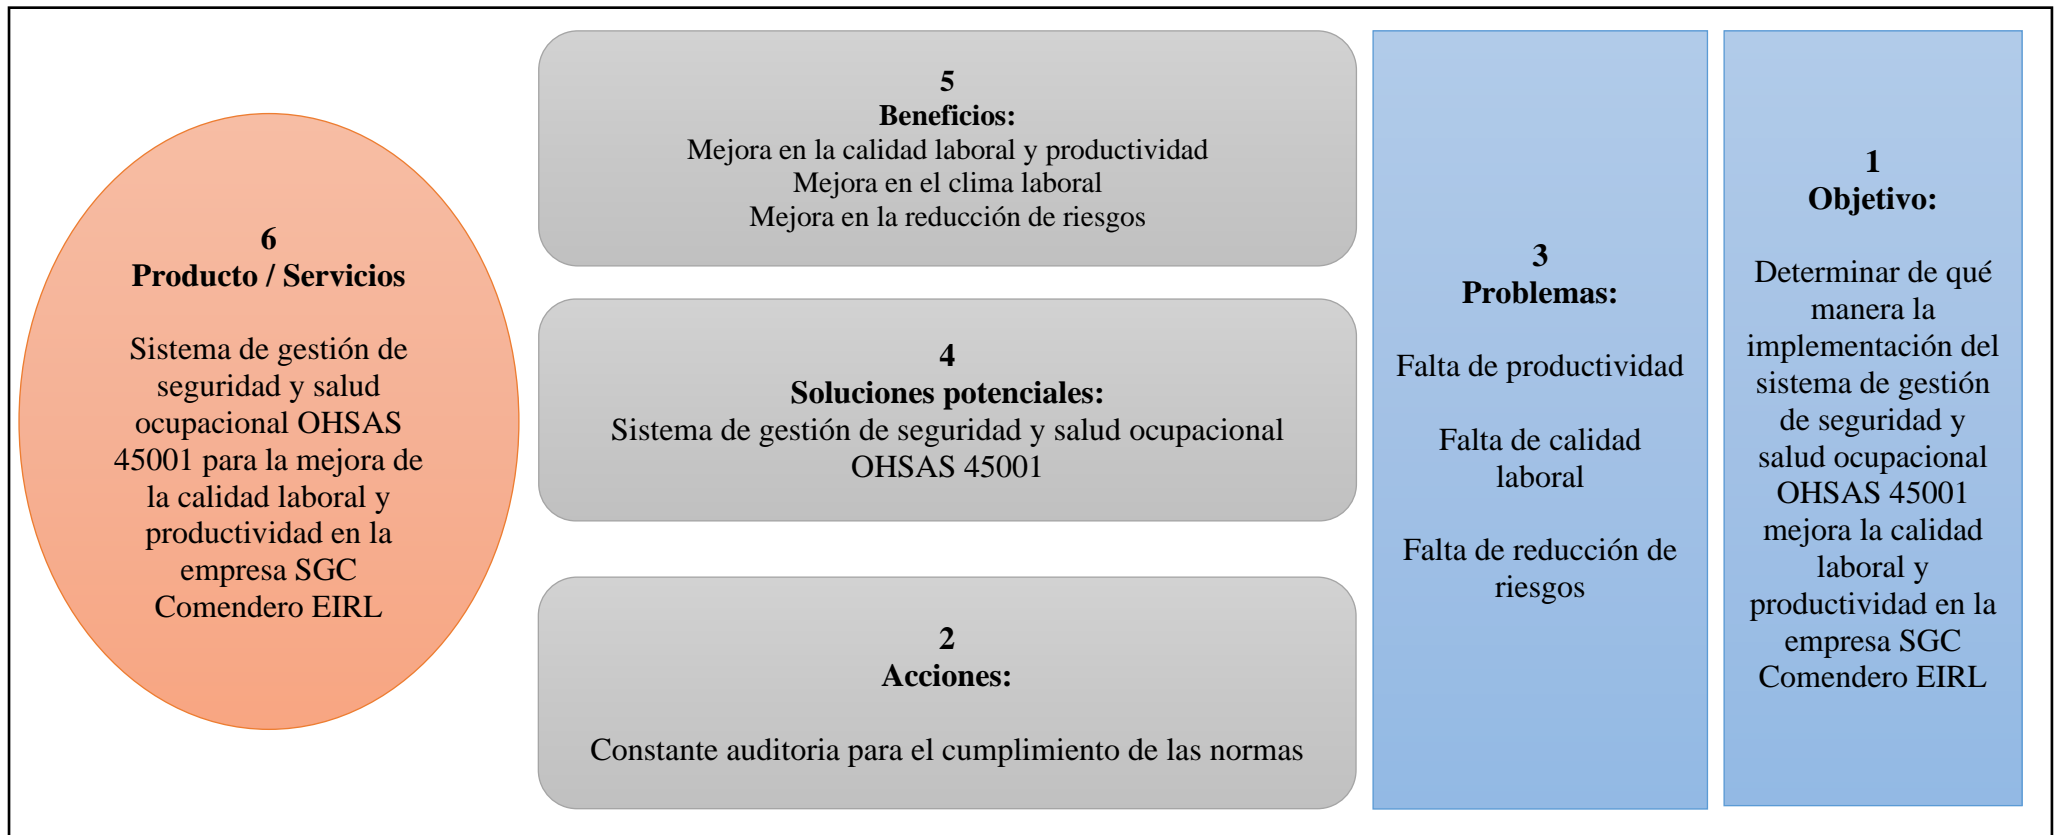 6
Producto / Servicios
Sistema de gestión de
seguridad y salud
ocupacional OHSAS
45001 para la mejora de
la calidad laboral y
productividad en la
empresa SGC
Comendero EIRL
5
Beneficios:
Mejora en la calidad laboral y productividad
Mejora en el clima laboral
Mejora en la reducción de riesgos
4
Soluciones potenciales:
Sistema de gestión de seguridad y salud ocupacional
OHSAS 45001
2
Acciones:
Constante auditoria para el cumplimiento de las normas
3
Problemas:
Falta de productividad
Falta de calidad
laboral
Falta de reducción de
riesgos
1
Objetivo:
Determinar de qué
manera la
implementación del
sistema de gestión
de seguridad y
salud ocupacional
OHSAS 45001
mejora la calidad
laboral y
productividad en la
empresa SGC
Comendero EIRL